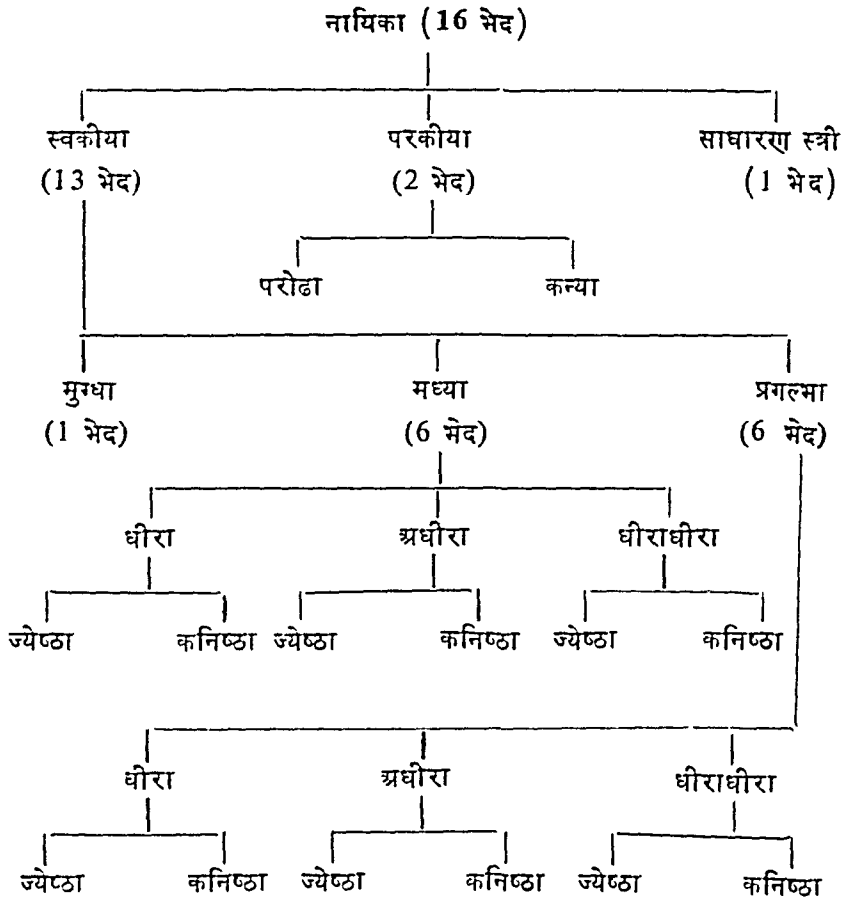 नायिका (16 भेद)
स्वकीया परकीया साधारण स्त्री
(13 भेद) (2 भेद) (1 भेद)
परोढा कन्या
मुग्धा मध्या प्रगल्भा
(1 भेद) (6 भेद) (6 भेद)
धीरा अधीरा धीराधीरा
ज्येष्ठा कनिष्ठा ज्येष्ठा कनिष्ठा ज्येष्ठा कनिष्ठा
धीरा अधीरा धीराधीरा
ज्येष्ठा कनिष्ठा ज्येष्ठा कनिष्ठा ज्येष्ठा कनिष्ठा